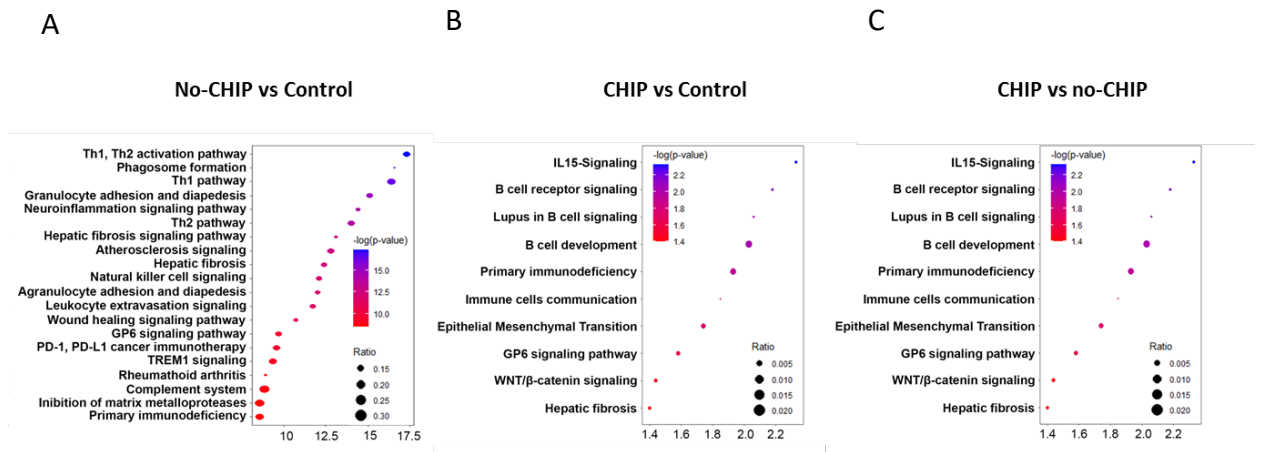 A
B
C
No-CHIP vs Control
CHIP vs Control
CHIP vs no-CHIP
Th1, Th2 activation pathway
Phagosome formation
Th1 pathway
Granulocyte adhesion and diapedesis
Neuroinflammation signaling pathway
Th2 pathway
Hepatic fibrosis signaling pathway
Atherosclerosis signaling
Hepatic fibrosis
Natural killer cell signaling
Agranulocyte adhesion and diapedesis
Leukocyte extravasation signaling
Wound healing signaling pathway
GP6 signaling pathway
PD-1, PD-L1 cancer immunotherapy
TREM1 signaling
Rheumathoid arthritis
Complement system
Inibition of matrix metalloproteases
Primary immunodeficiency
-log(p-value)
15.0
10.0
Ratio
0.15
0.20
0.25
0.30
10 12.5 15 17.5
IL15-Signaling
B cell receptor signaling
Lupus in B cell signaling
B cell development
Primary immunodeficiency
Immune cells communication
Epithelial Mesenchymal Transition
GP6 signaling pathway
WNT/β-catenin signaling
Hepatic fibrosis
-log(p-value)
2.2
2.0
1.8
1.6
1.4
Ratio
0.005
0.010
0.015
0.020
1.4 1.6 1.8 2.0 2.2
IL15-Signaling
B cell receptor signaling
Lupus in B cell signaling
B cell development
Primary immunodeficiency
Immune cells communication
Epithelial Mesenchymal Transition
GP6 signaling pathway
WNT/β-catenin signaling
Hepatic fibrosis
-log(p-value)
2.2
2.0
1.8
1.6
1.4
Ratio
0.005
0.010
0.015
0.020
1.4 1.6 1.8 2.0 2.2